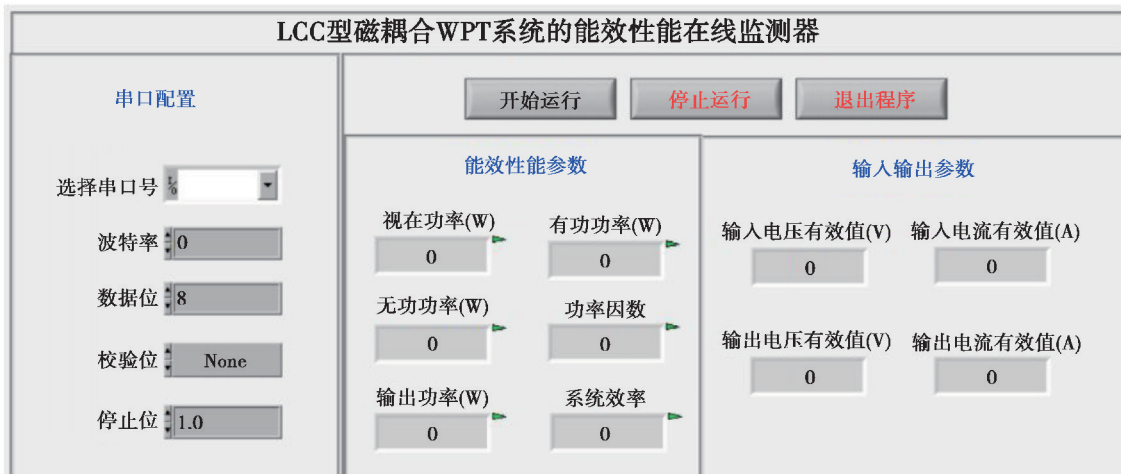 LCC型磁耦合WPT系统的能效性能在线监测器
串口配置
选择串口号
波特率 0
数据位 8
校验位 None
停止位 1.0
开始运行 停止运行 退出程序
能效性能参数
视在功率(W) 有功功率(W)
0 0
无功功率(W) 功率因数
0 0
输出功率(W) 系统效率
0 0
输入输出参数
输入电压有效值(V) 输入电流有效值(A)
0 0
输出电压有效值(V) 输出电流有效值(A)
0 0